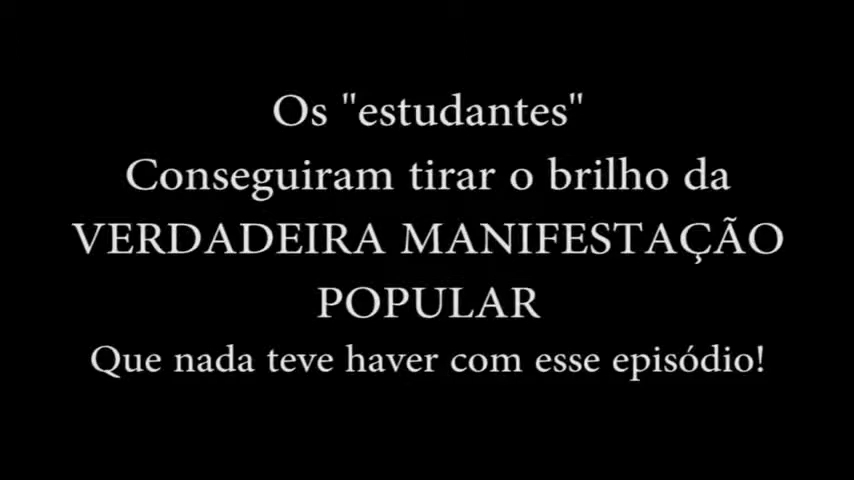 Os "estudantes"
Conseguiram tirar o brilho da
VERDADEIRA MANIFESTAÇÃO
POPULAR
Que nada teve haver com esse episódio!